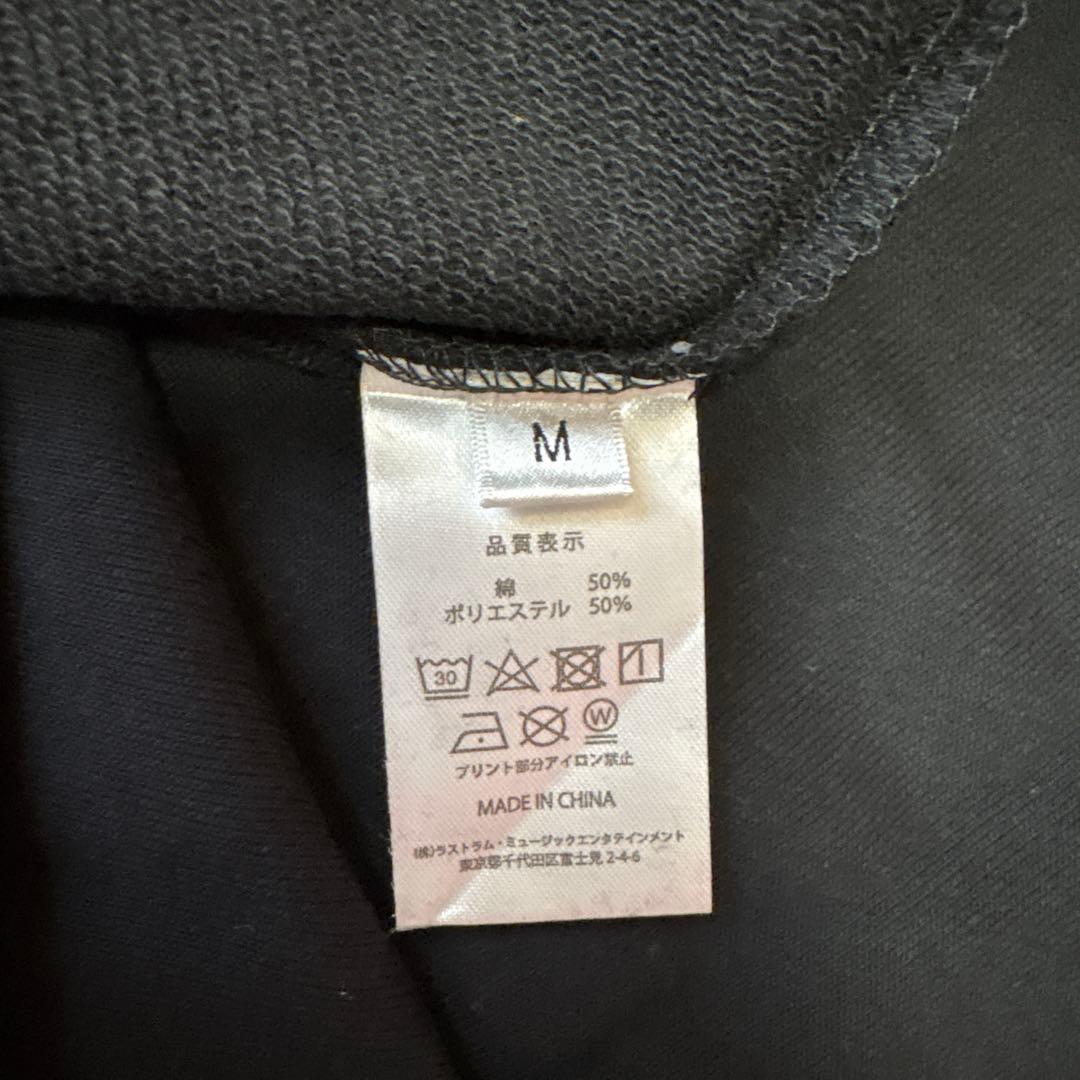 M
品質表示
綿 50%
ポリエステル 50%
30
W
プリント部分アイロン禁止
MADE IN CHINA
(株)ラストラム・ミュージックエンタテインメント
東京都千代田区富士見 2-4-6